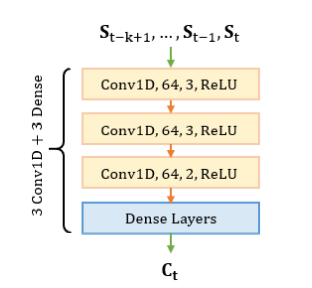 S_{t−k+1}, …, S_{t−1}, S_t
3 Conv1D + 3 Dense
Conv1D, 64, 3, ReLU
Conv1D, 64, 3, ReLU
Conv1D, 64, 2, ReLU
Dense Layers
C_t